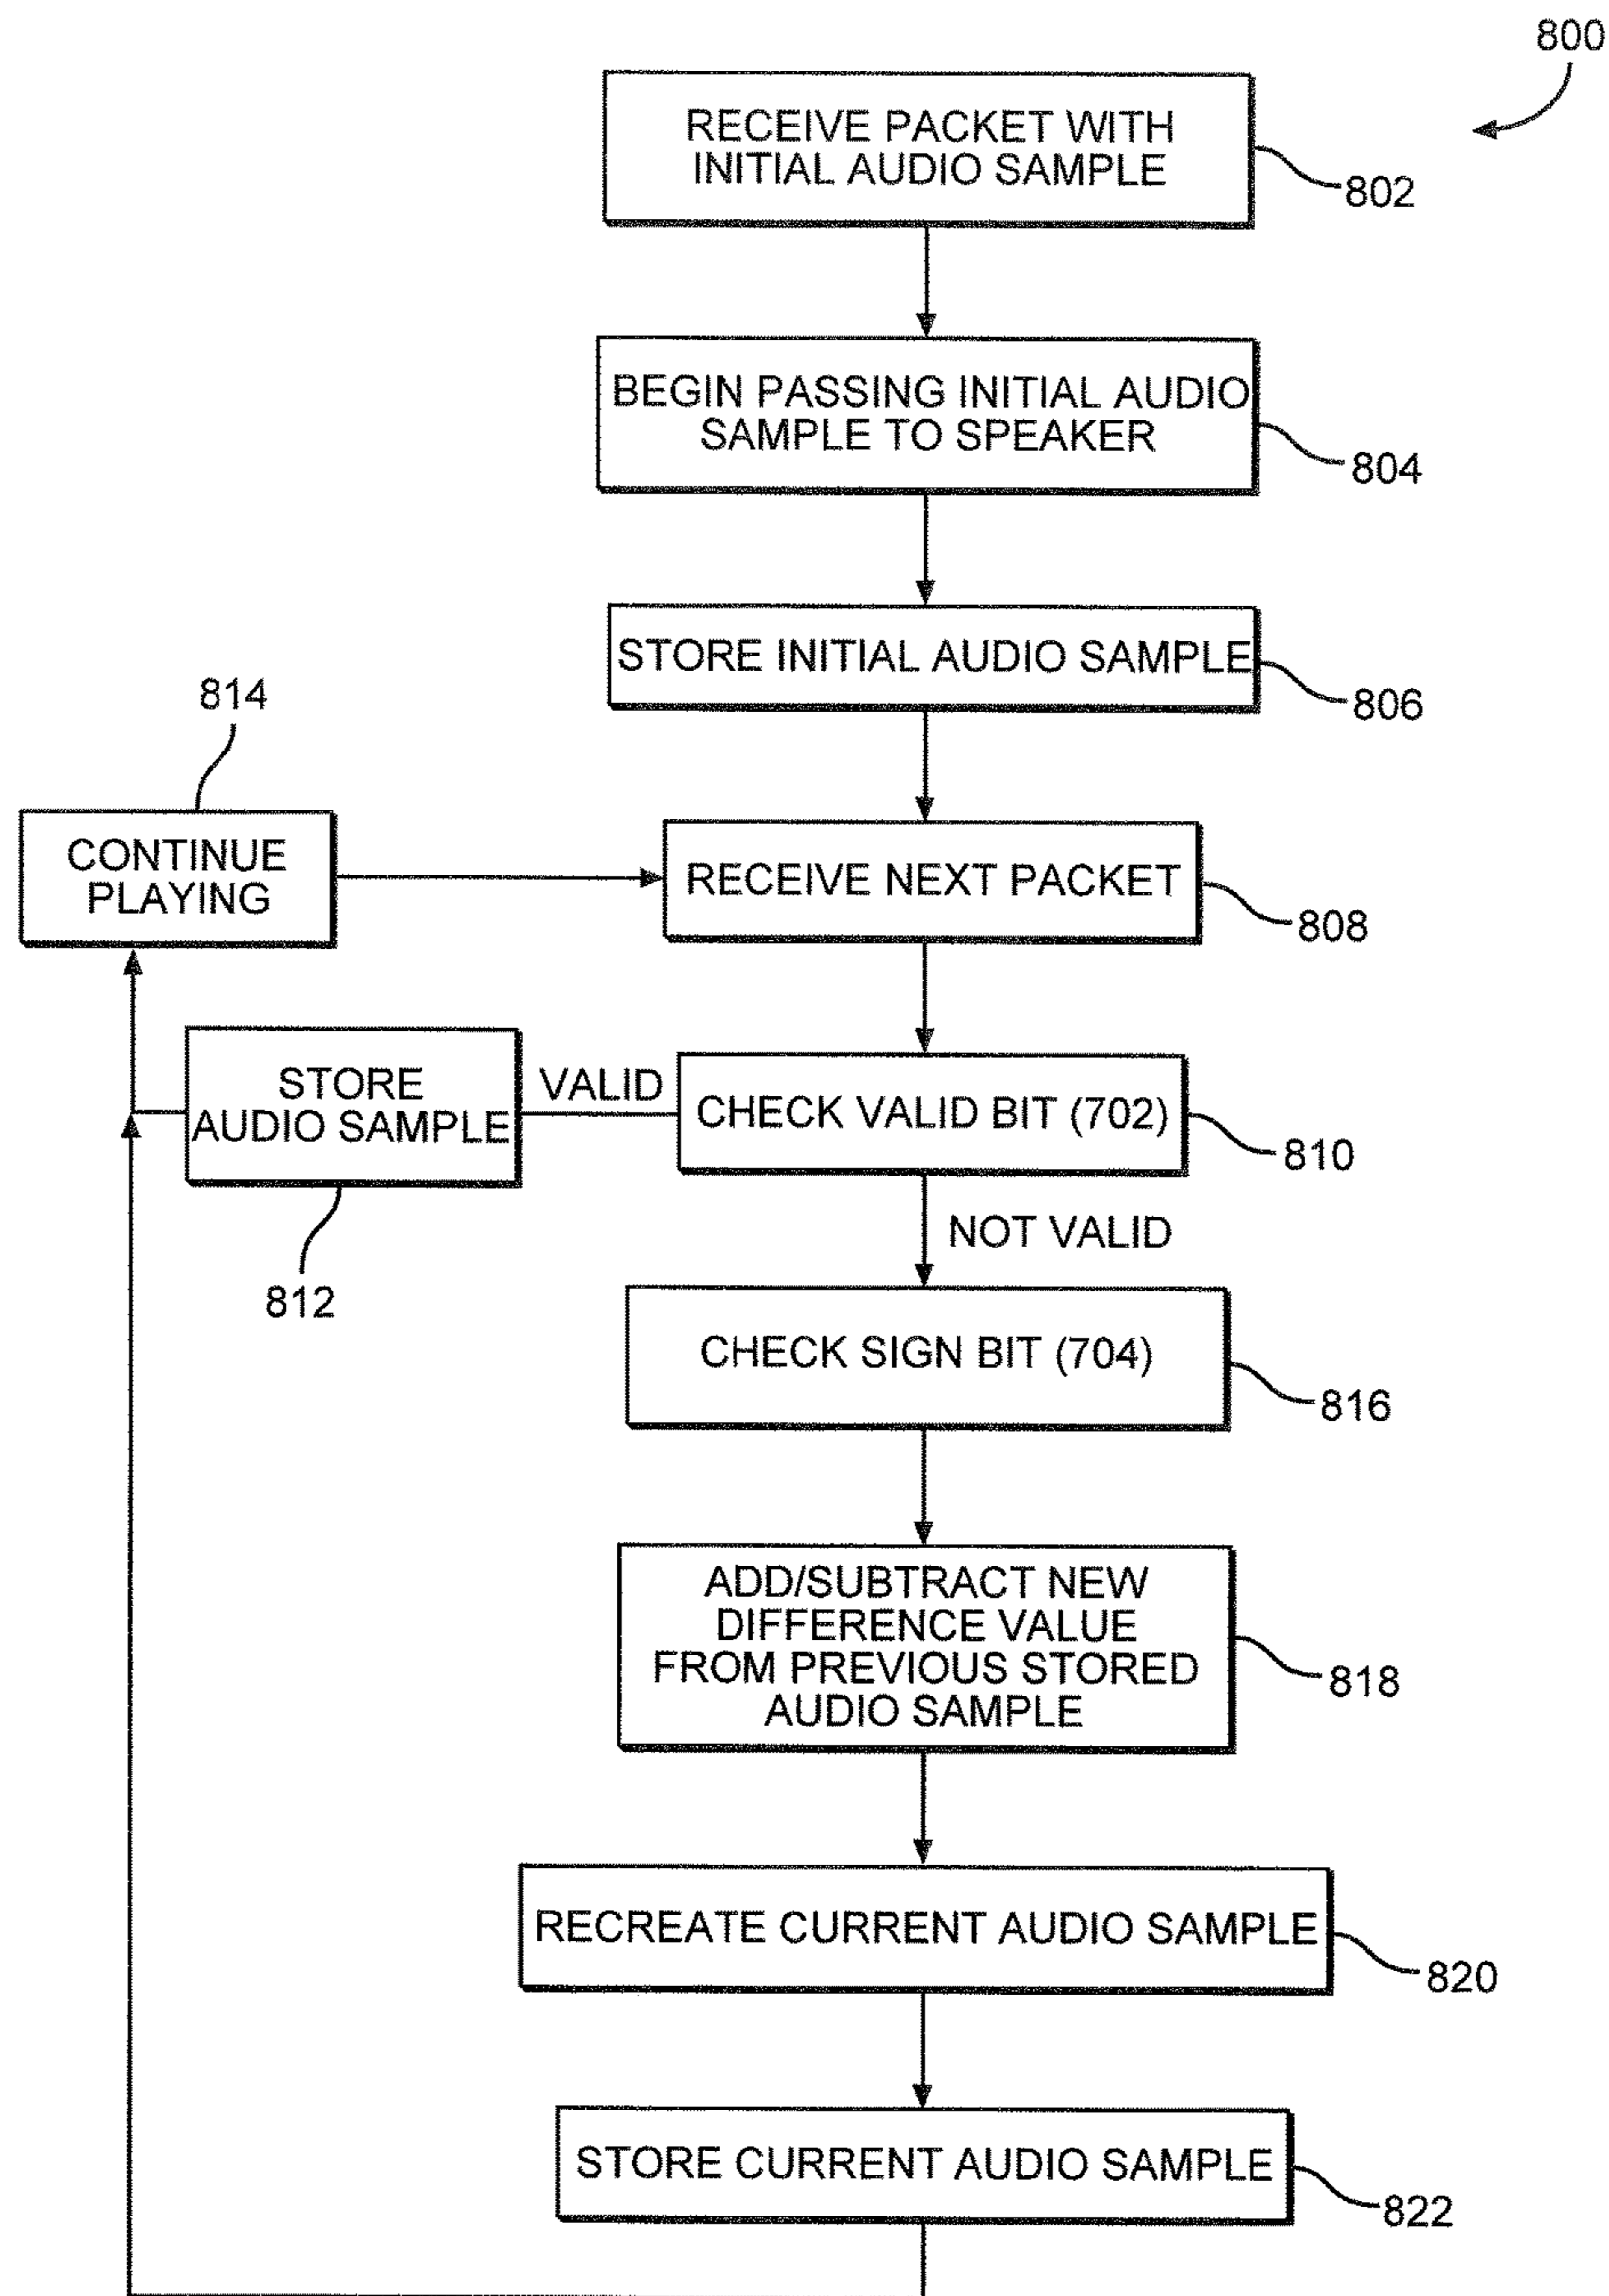 800
RECEIVE PACKET WITH
INITIAL AUDIO SAMPLE
802
BEGIN PASSING INITIAL AUDIO
SAMPLE TO SPEAKER
804
STORE INITIAL AUDIO SAMPLE
806
814
CONTINUE
PLAYING
RECEIVE NEXT PACKET
808
STORE
AUDIO SAMPLE
812
VALID
CHECK VALID BIT (702)
810
NOT VALID
CHECK SIGN BIT (704)
816
ADD/SUBTRACT NEW
DIFFERENCE VALUE
FROM PREVIOUS STORED
AUDIO SAMPLE
818
RECREATE CURRENT AUDIO SAMPLE
820
STORE CURRENT AUDIO SAMPLE
822